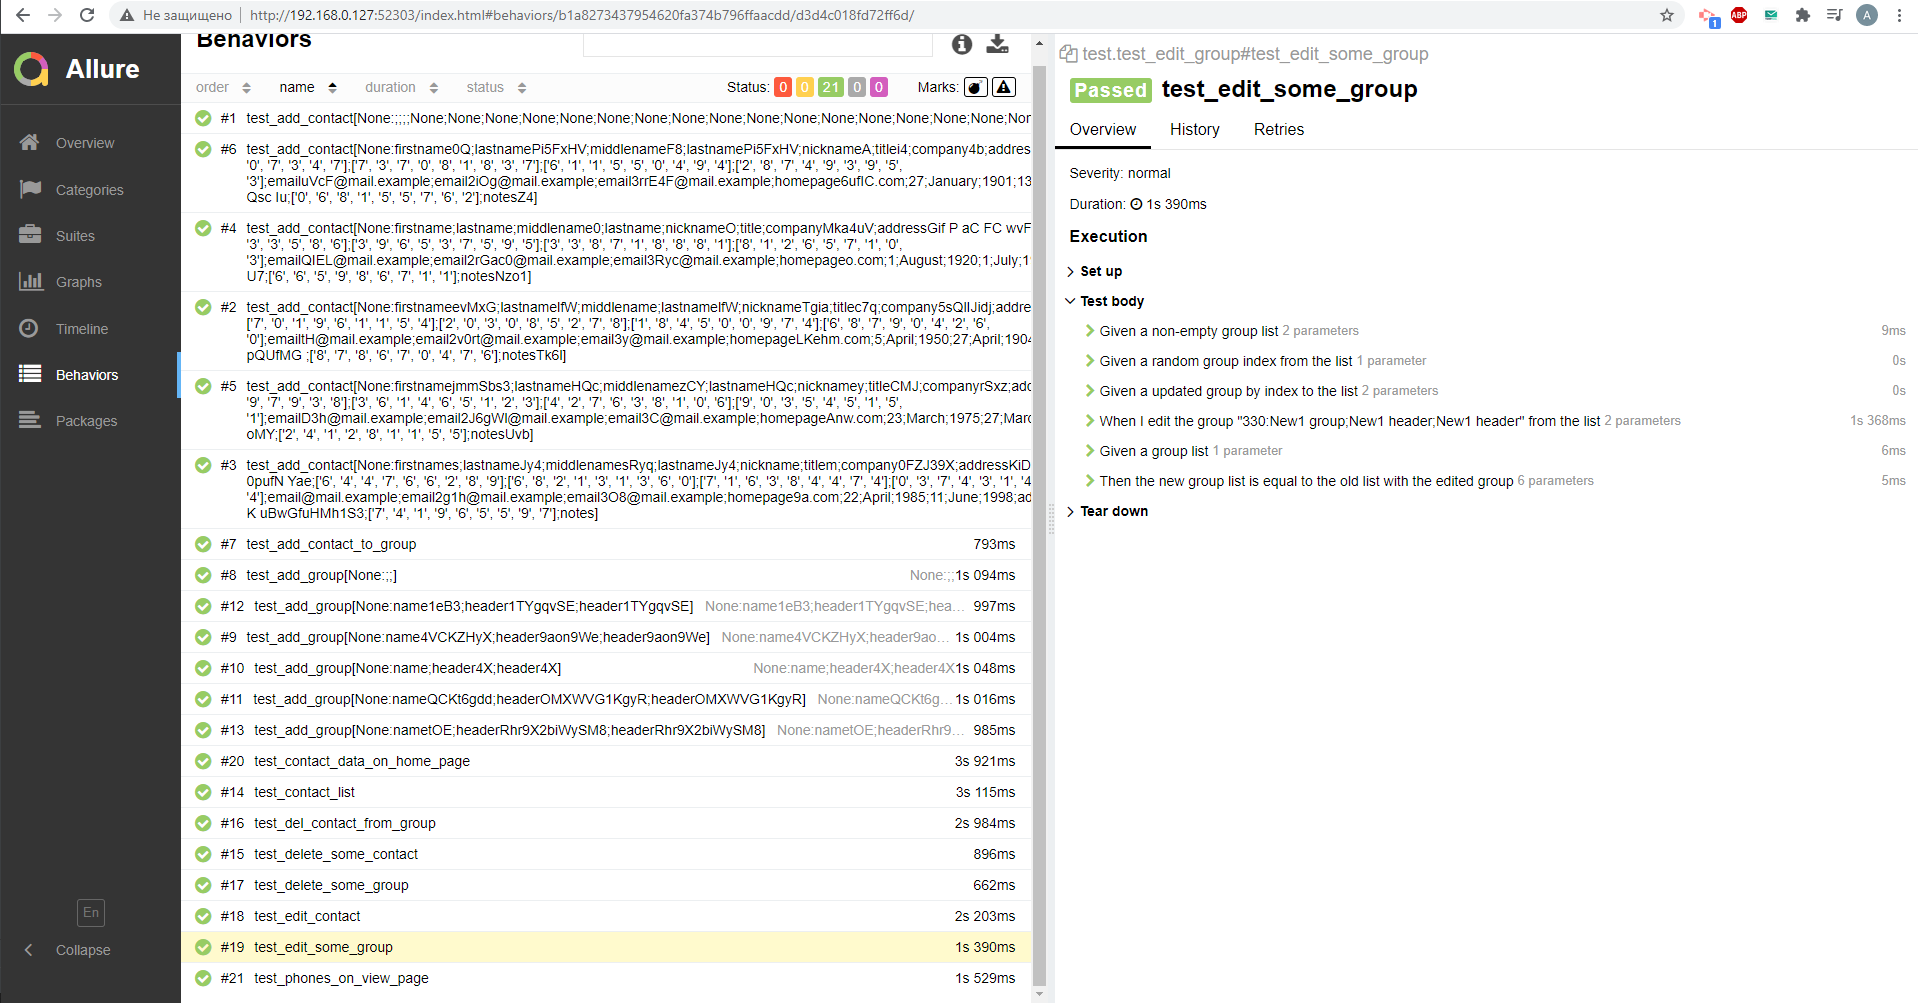 Не защищено
http://192.168.0.127:52303/index.html#behaviors/b1a8273437954620fa374b796ffaacdd/d3d4c018fd72ff6d/
1
ABP
A
Allure
Overview
Categories
Suites
Graphs
Timeline
Behaviors
Packages
En
Collapse
Behaviors
order name duration status Status: 0 0 21 0 0 Marks:
#1 test_add_contact[None:;;;;None;None;None;None;None;None;None;None;None;None;None;None;None;None;None;None;Non
#6 test_add_contact[None:firstname0Q;lastnamePi5FxHV;middlenameF8;lastnamePi5FxHV;nicknameA;titlei4;company4b;addres
'0', '7', '3', '4', '7'];['7', '3', '7', '0', '8', '1', '8', '3', '7'];['6', '1', '1', '5', '5', '0', '4', '9', '4'];['2', '8', '7', '4', '9', '3', '9', '5',
'3'];emailuVcF@mail.example;email2iOg@mail.example;email3rrE4F@mail.example;homepage6ufIC.com;27;January;1901;13
Qsc Iu;['0', '6', '8', '1', '5', '5', '7', '6', '2'];notesZ4]
#4 test_add_contact[None:firstname;lastname;middlename0;lastname;nicknameO;title;companyMka4uV;addressGif P aC FC wvF
'3', '3', '5', '8', '6'];['3', '9', '6', '5', '3', '7', '5', '9', '5'];['3', '3', '8', '7', '1', '8', '8', '8', '1'];['8', '1', '2', '6', '5', '7', '1', '0',
'3'];emailQIEL@mail.example;email2rGac0@mail.example;email3Ryc@mail.example;homepageo.com;1;August;1920;1;July;19
U7;['6', '6', '5', '9', '8', '6', '7', '1', '1'];notesNzo1]
#2 test_add_contact[None:firstnameevMxG;lastnameIfW;middlename;lastnameIfW;nicknameTgia;titlec7q;company5sQlIJidj;addre
['7', '0', '1', '9', '6', '1', '1', '5', '4'];['2', '0', '3', '0', '8', '5', '2', '7', '8'];['1', '8', '4', '5', '0', '0', '9', '7', '4'];['6', '8', '7', '9', '0', '4', '2', '6',
'0'];emailtH@mail.example;email2v0rt@mail.example;email3y@mail.example;homepageLKehm.com;5;April;1950;27;April;1904
pQUfMG ;['8', '7', '8', '6', '7', '0', '4', '7', '6'];notesTk6l]
#5 test_add_contact[None:firstnamejmmSbs3;lastnameHQc;middlenamezCY;lastnameHQc;nicknamey;titleCMJ;companyrSxz;add
'9', '7', '9', '3', '8'];['3', '6', '1', '4', '6', '5', '1', '2', '3'];['4', '2', '7', '6', '3', '8', '1', '0', '6'];['9', '0', '3', '5', '4', '5', '1', '5',
'1'];emailD3h@mail.example;email2J6gWl@mail.example;email3C@mail.example;homepageAnw.com;23;March;1975;27;Marc
oMY;['2', '4', '1', '2', '8', '1', '1', '5', '5'];notesUvb]
#3 test_add_contact[None:firstnames;lastnameJy4;middlenamesRyq;lastnameJy4;nickname;titlem;company0FZJ39X;addressKiD
0pufN Yae;['6', '4', '4', '7', '6', '6', '2', '8', '9'];['6', '8', '2', '1', '3', '1', '3', '6', '0'];['7', '1', '6', '3', '8', '4', '4', '7', '4'];['0', '3', '7', '4', '3', '1', '4
'4'];email@mail.example;email2g1h@mail.example;email3O8@mail.example;homepage9a.com;22;April;1985;11;June;1998;ad
K uBwGfuHMh1S3;['7', '4', '1', '9', '6', '5', '5', '9', '7'];notes]
#7 test_add_contact_to_group 793ms
#8 test_add_group[None:;;] None:;;1s 094ms
#12 test_add_group[None:name1eB3;header1TYgqvSE;header1TYgqvSE] None:name1eB3;header1TYgqvSE;hea... 997ms
#9 test_add_group[None:name4VCKZHyX;header9aon9We;header9aon9We] None:name4VCKZHyX;header9ao... 1s 004ms
#10 test_add_group[None:name;header4X;header4X] None:name;header4X;header4X1s 048ms
#11 test_add_group[None:nameQCKt6gdd;headerOMXWVG1KgyR;headerOMXWVG1KgyR] None:nameQCKt6g... 1s 016ms
#13 test_add_group[None:nametOE;headerRhr9X2biWySM8;headerRhr9X2biWySM8] None:nametOE;headerRhr9... 985ms
#20 test_contact_data_on_home_page 3s 921ms
#14 test_contact_list 3s 115ms
#16 test_del_contact_from_group 2s 984ms
#15 test_delete_some_contact 896ms
#17 test_delete_some_group 662ms
#18 test_edit_contact 2s 203ms
#19 test_edit_some_group 1s 390ms
#21 test_phones_on_view_page 1s 529ms
test.test_edit_group#test_edit_some_group
Passed test_edit_some_group
Overview History Retries
Severity: normal
Duration: 1s 390ms
Execution
Set up
Test body
Given a non-empty group list 2 parameters 9ms
Given a random group index from the list 1 parameter 0s
Given a updated group by index to the list 2 parameters 0s
When I edit the group "330:New1 group;New1 header;New1 header" from the list 2 parameters 1s 368ms
Given a group list 1 parameter 6ms
Then the new group list is equal to the old list with the edited group 6 parameters 5ms
Tear down